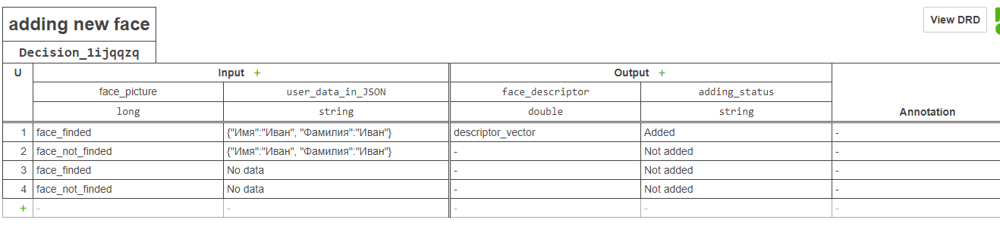 adding new face
View DRD
Decision_1ijqqzq
U Input + Output +
face_picture user_data_in_JSON face_descriptor adding_status
long string double string Annotation
1 face_finded {"Имя":"Иван", "Фамилия":"Иван"} descriptor_vector Added -
2 face_not_finded {"Имя":"Иван", "Фамилия":"Иван"} - Not added -
3 face_finded No data - Not added -
4 face_not_finded No data - Not added -
+ - - - - -